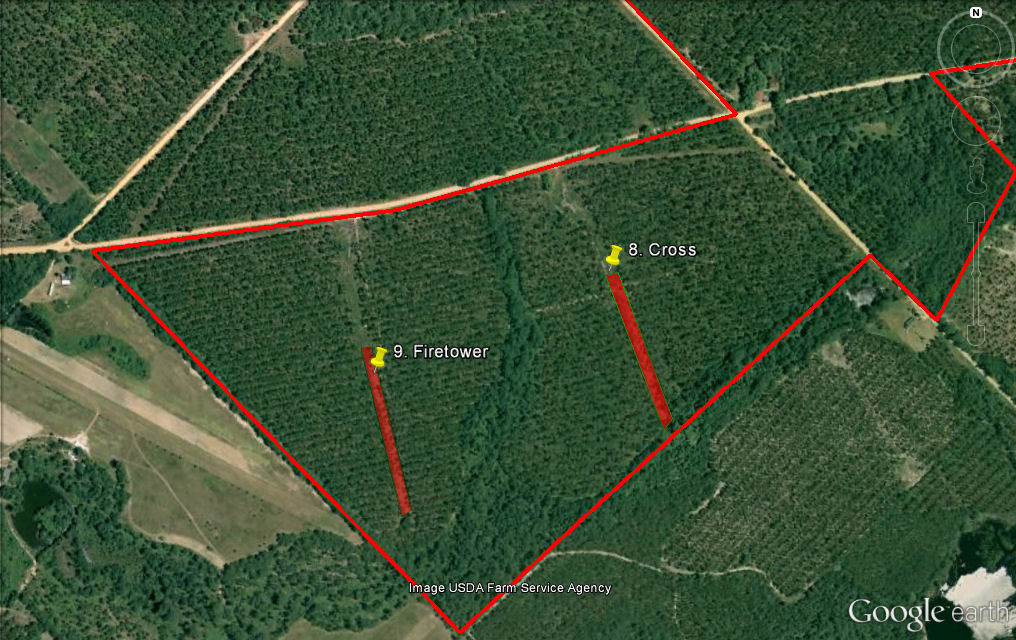 N
8. Cross
9. Firetower
Image USDA Farm Service Agency
Google earth